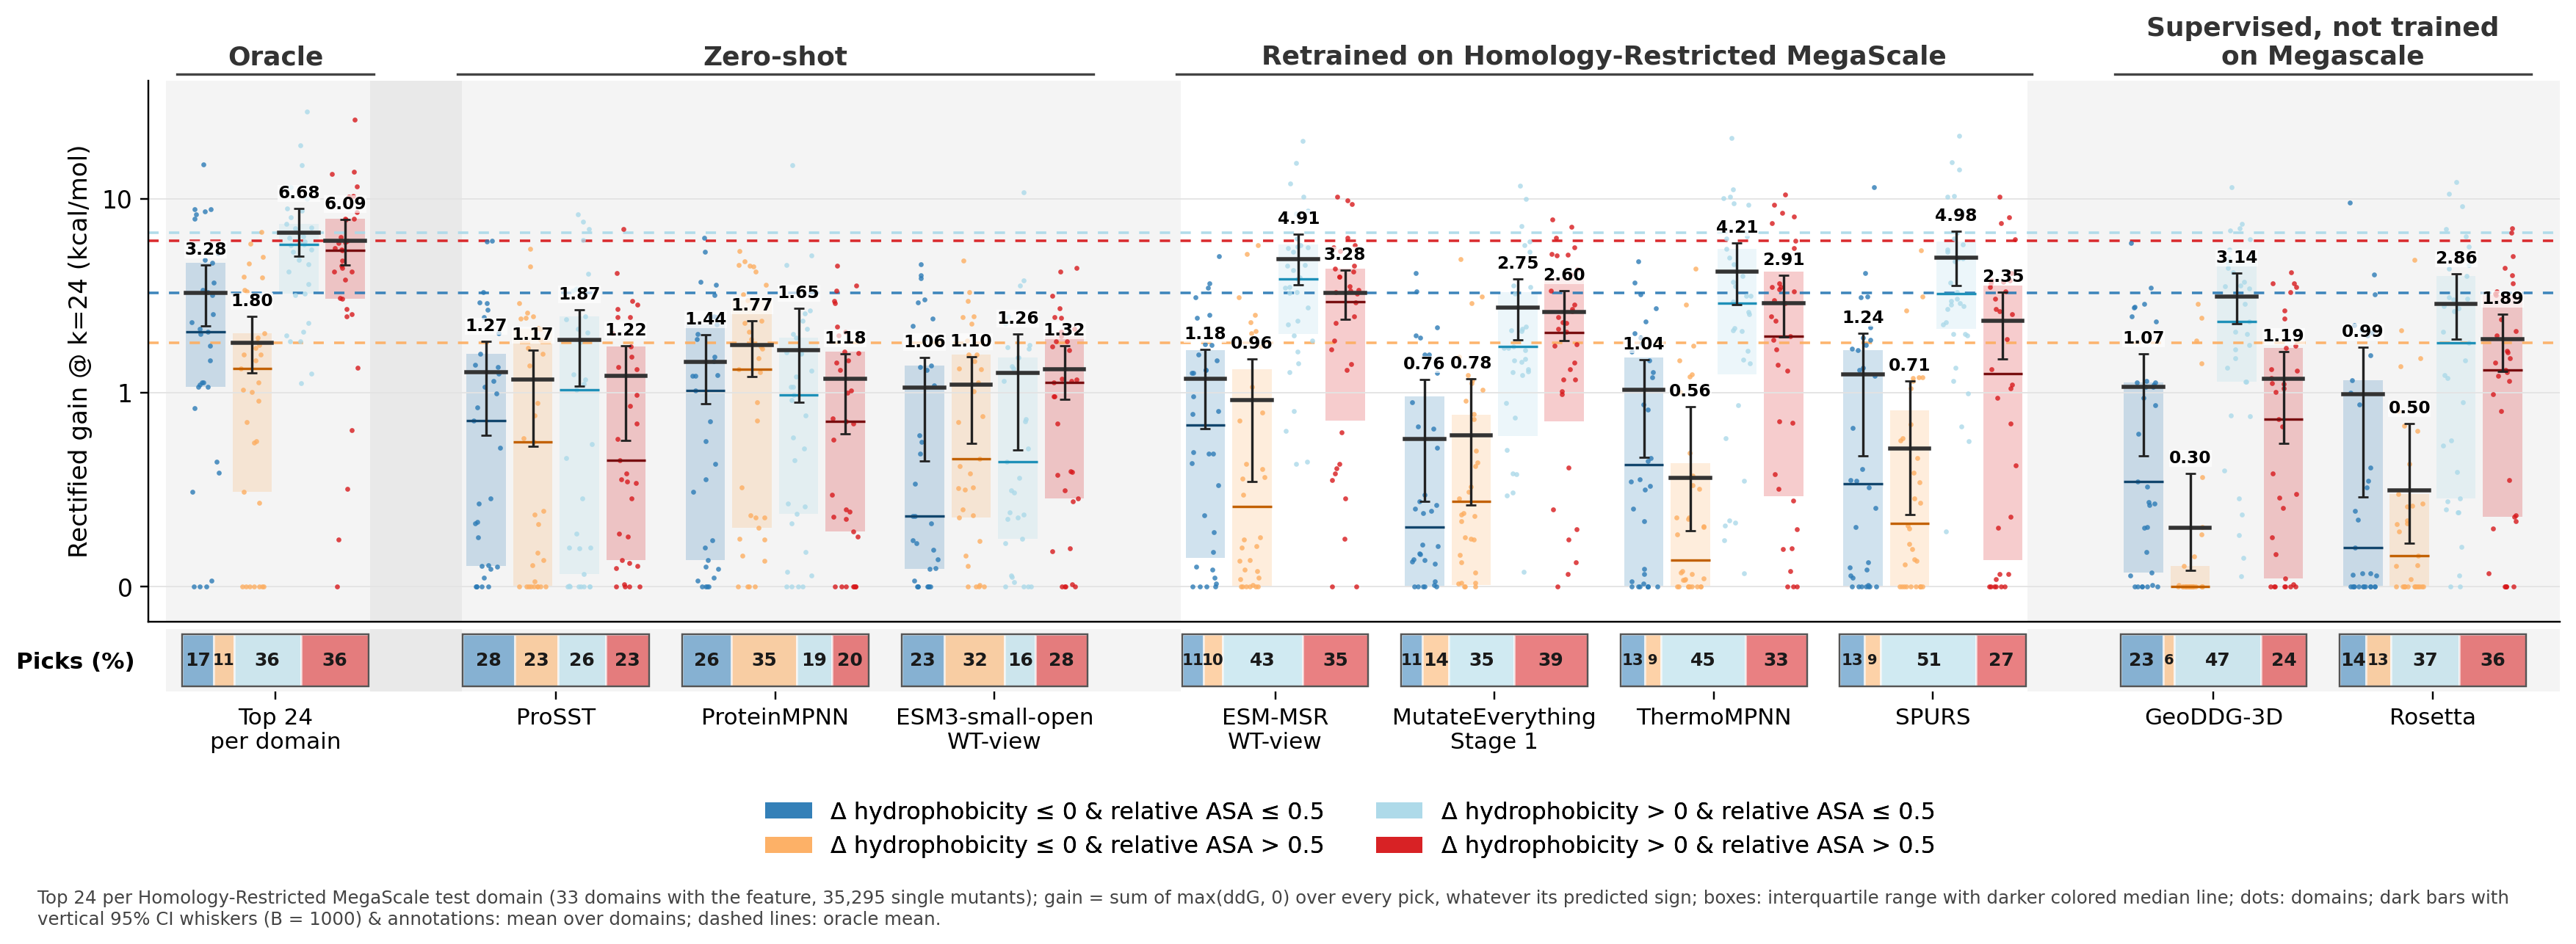 Supervised, not trained
Oracle Zero-shot Retrained on Homology-Restricted MegaScale on Megascale
Rectified gain @ k=24 (kcal/mol)
10
1
0
3.28 1.80 6.68 6.09
1.27 1.17 1.87 1.22
1.44 1.77 1.65 1.18
1.06 1.10 1.26 1.32
1.18 0.96 4.91 3.28
0.76 0.78 2.75 2.60
1.04 0.56 4.21 2.91
1.24 0.71 4.98 2.35
1.07 0.30 3.14 1.19
0.99 0.50 2.86 1.89
Picks (%) 17 11 36 36 28 23 26 23 26 35 19 20 23 32 16 28 11 10 43 35 11 14 35 39 13 9 45 33 13 9 51 27 23 6 47 24 14 13 37 36
Top 24 per domain
ProSST
ProteinMPNN
ESM3-small-open WT-view
ESM-MSR WT-view
MutateEverything Stage 1
ThermoMPNN
SPURS
GeoDDG-3D
Rosetta
Δ hydrophobicity ≤ 0 & relative ASA ≤ 0.5
Δ hydrophobicity ≤ 0 & relative ASA > 0.5
Δ hydrophobicity > 0 & relative ASA ≤ 0.5
Δ hydrophobicity > 0 & relative ASA > 0.5
Top 24 per Homology-Restricted MegaScale test domain (33 domains with the feature, 35,295 single mutants); gain = sum of max(ddG, 0) over every pick, whatever its predicted sign; boxes: interquartile range with darker colored median line; dots: domains; dark bars with
vertical 95% CI whiskers (B = 1000) & annotations: mean over domains; dashed lines: oracle mean.